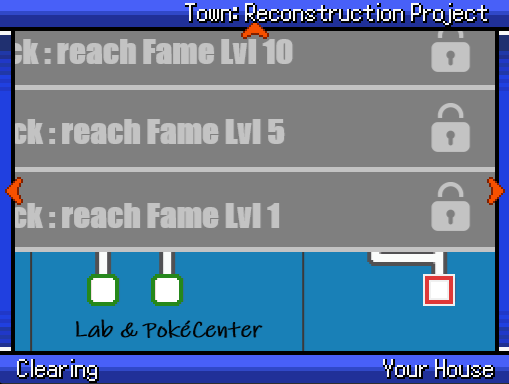 Town: Reconstruction Project
ck : reach Fame Lvl 10
ck : reach Fame Lvl 5
ck : reach Fame Lvl 1
Lab & PokéCenter
Clearing
Your House